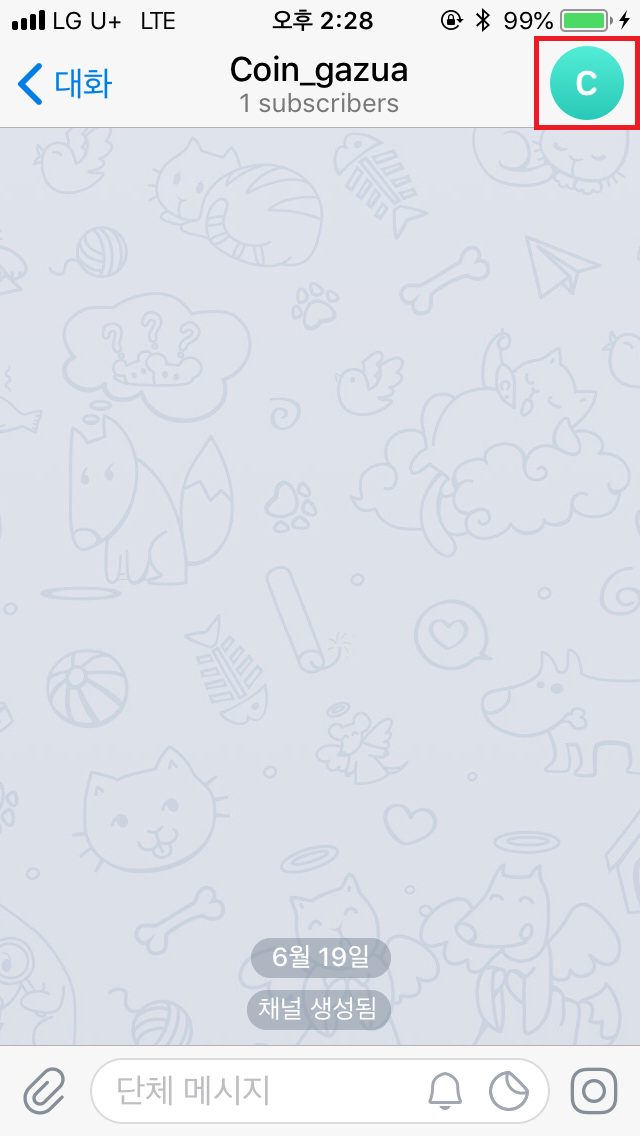 LG U+ LTE 오후 2:28 99%
대화 Coin_gazua C
1 subscribers
? ? ?
6월 19일
채널 생성됨
단체 메시지